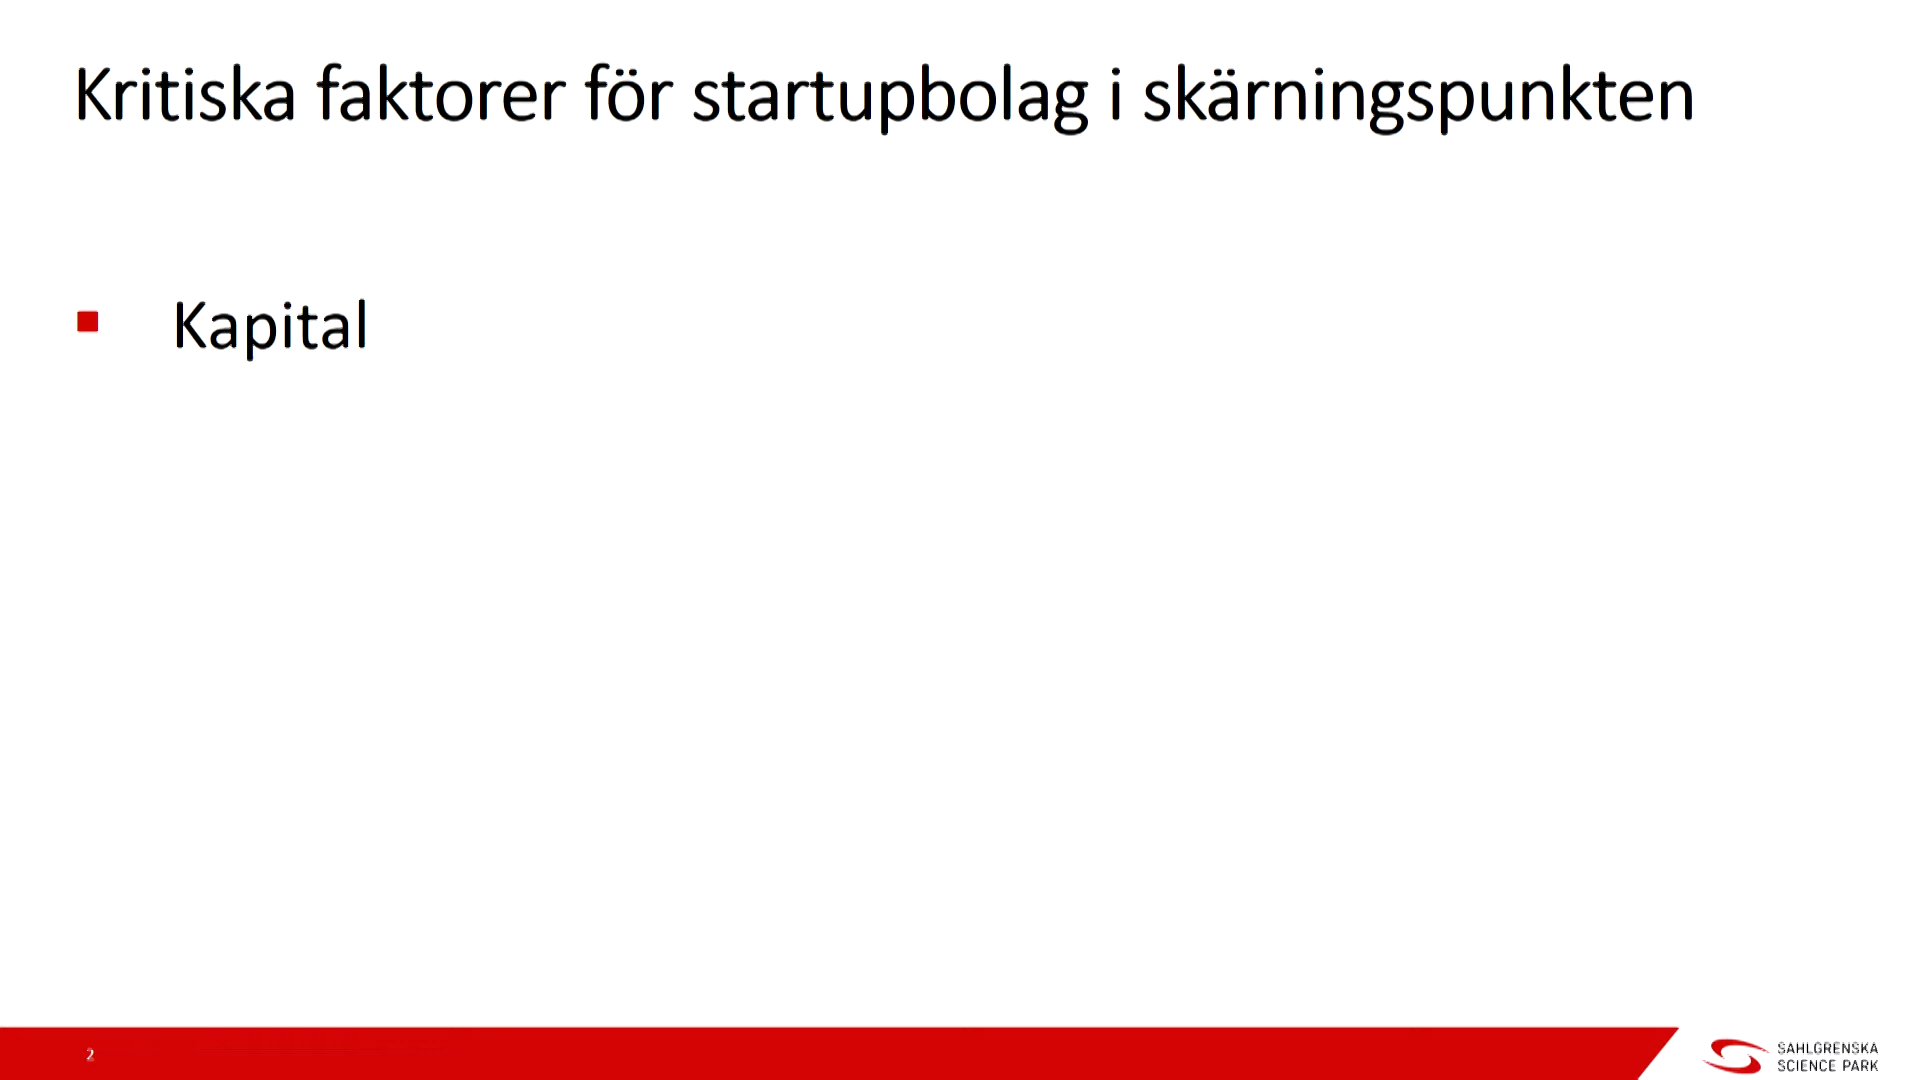 Kritiska faktorer för startupbolag i skärningspunkten
Kapital
2
SAHLGRENSKA
SCIENCE PARK